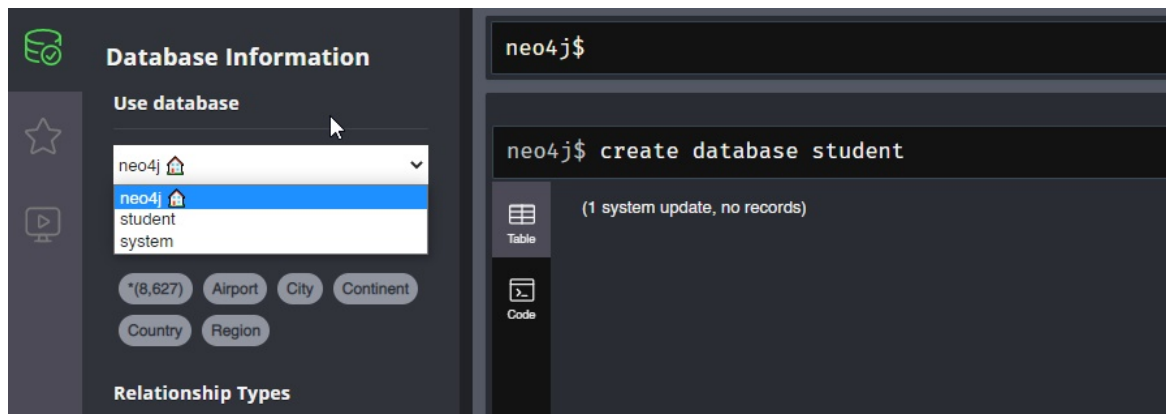 Database Information
Use database
neo4j
neo4j
student
system
*(8,627) Airport City Continent
Country Region
Relationship Types
neo4j$
neo4j$ create database student
Table
(1 system update, no records)
Code